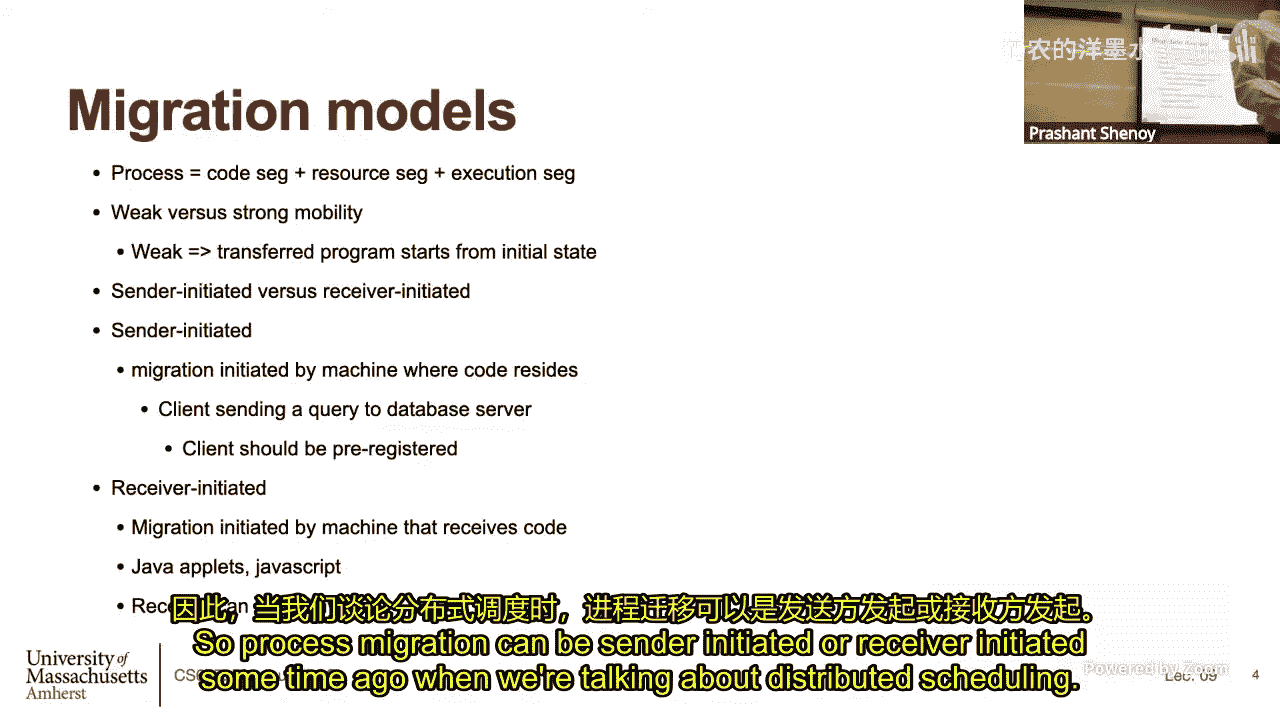 的洋墨水
Prashant Shenoy
Migration models
• Process = code seg + resource seg + execution seg
• Weak versus strong mobility
• Weak => transferred program starts from initial state
• Sender-initiated versus receiver-initiated
• Sender-initiated
• migration initiated by machine where code resides
• Client sending a query to database server
• Client should be pre-registered
• Receiver-initiated
• Migration initiated by machine that receives code
• Java applets, javascript
因此，当我们谈论分布式调度时，进程迁移可以是发送方发起或接收方发起。
So process migration can be sender initiated or receiver initiated
some time ago when we're talking about distributed scheduling.
University of
Massachusetts
Amherst
Powered by Zoom
Lec. 09
4